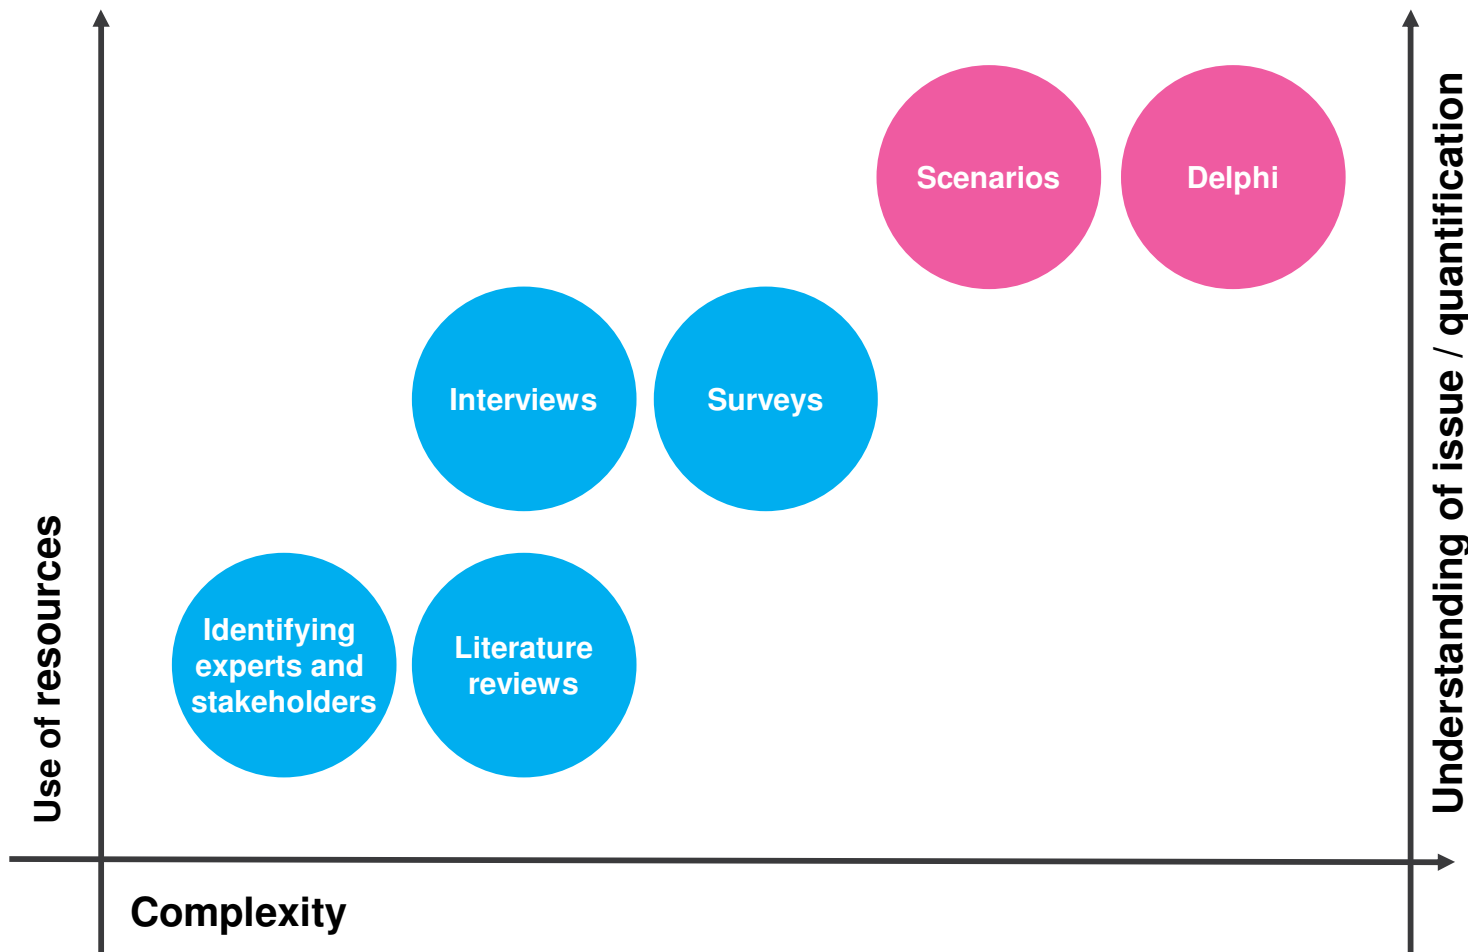 Scenarios
Delphi
Interviews
Surveys
Identifying
experts and
stakeholders
Literature
reviews
Use of resources
Understanding of issue / quantification
Complexity